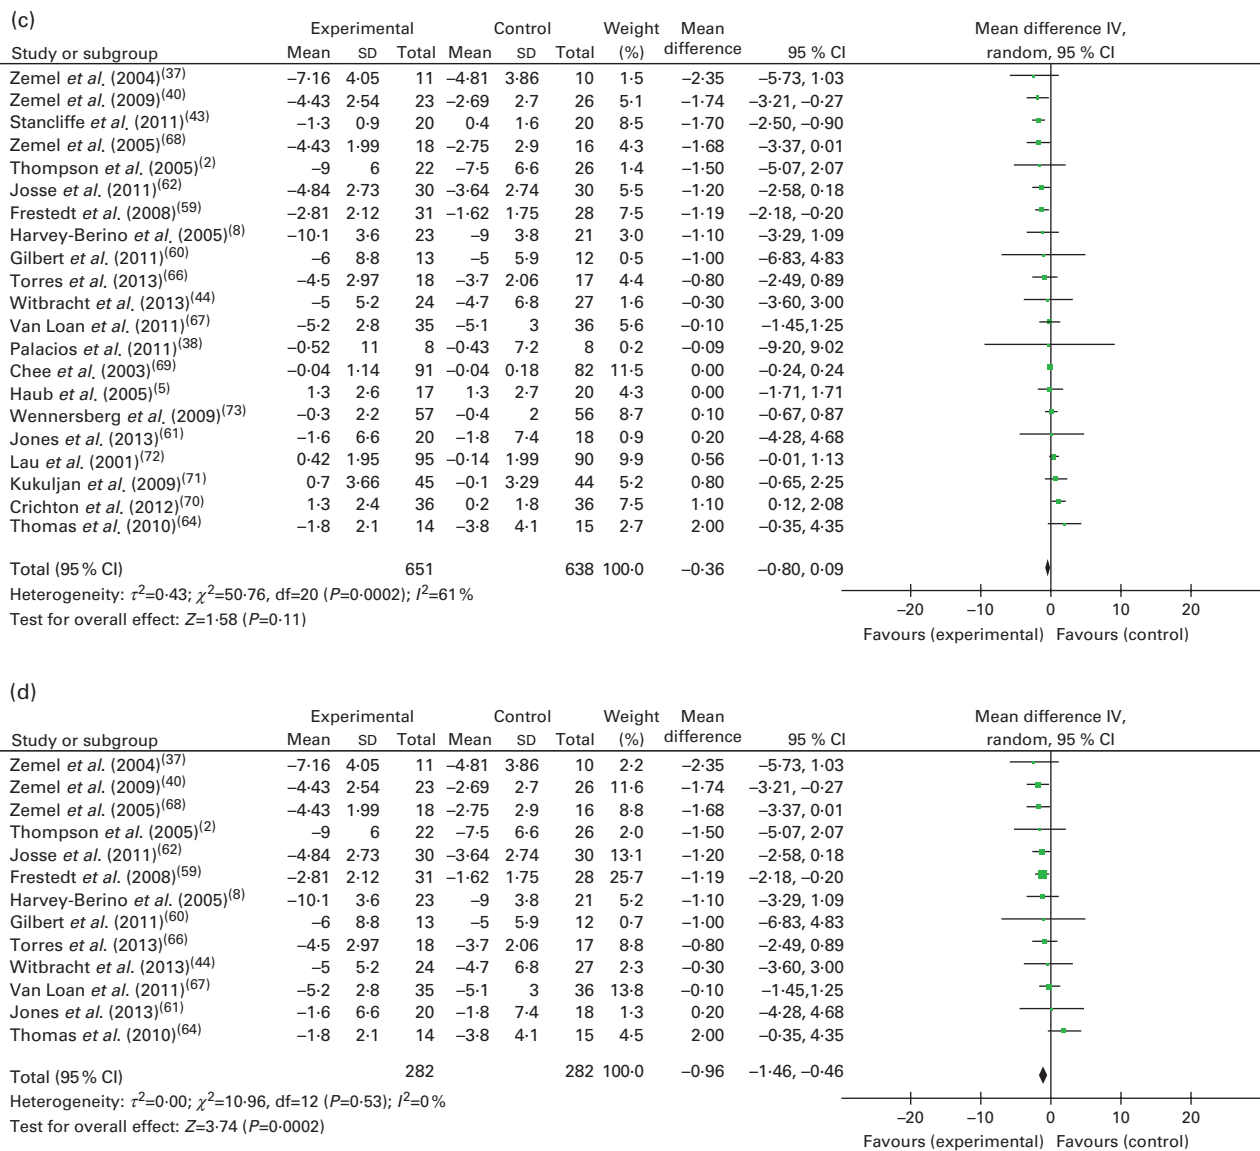 (c)
Experimental Control Weight Mean Mean difference IV,
Study or subgroup Mean SD Total Mean SD Total (%) difference 95 % CI random, 95 % CI
Zemel et al. (2004)(37) −7·16 4·05 11 −4·81 3·86 10 1·5 −2·35 −5·73, 1·03
Zemel et al. (2009)(40) −4·43 2·54 23 −2·69 2·7 26 5·1 −1·74 −3·21, −0·27
Stancliffe et al. (2011)(43) −1·3 0·9 20 0·4 1·6 20 8·5 −1·70 −2·50, −0·90
Zemel et al. (2005)(68) −4·43 1·99 18 −2·75 2·9 16 4·3 −1·68 −3·37, 0·01
Thompson et al. (2005)(2) −9 6 22 −7·5 6·6 26 1·4 −1·50 −5·07, 2·07
Josse et al. (2011)(62) −4·84 2·73 30 −3·64 2·74 30 5·5 −1·20 −2·58, 0·18
Frestedt et al. (2008)(59) −2·81 2·12 31 −1·62 1·75 28 7·5 −1·19 −2·18, −0·20
Harvey-Berino et al. (2005)(8) −10·1 3·6 23 −9 3·8 21 3·0 −1·10 −3·29, 1·09
Gilbert et al. (2011)(60) −6 8·8 13 −5 5·9 12 0·5 −1·00 −6·83, 4·83
Torres et al. (2013)(66) −4·5 2·97 18 −3·7 2·06 17 4·4 −0·80 −2·49, 0·89
Witbracht et al. (2013)(44) −5 5·2 24 −4·7 6·8 27 1·6 −0·30 −3·60, 3·00
Van Loan et al. (2011)(67) −5·2 2·8 35 −5·1 3 36 5·6 −0·10 −1·45,1·25
Palacios et al. (2011)(38) −0·52 11 8 −0·43 7·2 8 0·2 −0·09 −9·20, 9·02
Chee et al. (2003)(69) −0·04 1·14 91 −0·04 0·18 82 11·5 0·00 −0·24, 0·24
Haub et al. (2005)(5) 1·3 2·6 17 1·3 2·7 20 4·3 0·00 −1·71, 1·71
Wennersberg et al. (2009)(73) −0·3 2·2 57 −0·4 2 56 8·7 0·10 −0·67, 0·87
Jones et al. (2013)(61) −1·6 6·6 20 −1·8 7·4 18 0·9 0·20 −4·28, 4·68
Lau et al. (2001)(72) 0·42 1·95 95 −0·14 1·99 90 9·9 0·56 −0·01, 1·13
Kukuljan et al. (2009)(71) 0·7 3·66 45 −0·1 3·29 44 5·2 0·80 −0·65, 2·25
Crichton et al. (2012)(70) 1·3 2·4 36 0·2 1·8 36 7·5 1·10 0·12, 2·08
Thomas et al. (2010)(64) −1·8 2·1 14 −3·8 4·1 15 2·7 2·00 −0·35, 4·35
Total (95 % CI) 651 638 100·0 −0·36 −0·80, 0·09
Heterogeneity: τ2=0·43; χ2=50·76, df=20 (P=0·0002); I2=61 %
−20 −10 0 10 20
Test for overall effect: Z=1·58 (P=0·11)
Favours (experimental) Favours (control)
(d)
Experimental Control Weight Mean Mean difference IV,
Study or subgroup Mean SD Total Mean SD Total (%) difference 95 % CI random, 95 % CI
Zemel et al. (2004)(37) −7·16 4·05 11 −4·81 3·86 10 2·2 −2·35 −5·73, 1·03
Zemel et al. (2009)(40) −4·43 2·54 23 −2·69 2·7 26 11·6 −1·74 −3·21, −0·27
Zemel et al. (2005)(68) −4·43 1·99 18 −2·75 2·9 16 8·8 −1·68 −3·37, 0·01
Thompson et al. (2005)(2) −9 6 22 −7·5 6·6 26 2·0 −1·50 −5·07, 2·07
Josse et al. (2011)(62) −4·84 2·73 30 −3·64 2·74 30 13·1 −1·20 −2·58, 0·18
Frestedt et al. (2008)(59) −2·81 2·12 31 −1·62 1·75 28 25·7 −1·19 −2·18, −0·20
Harvey-Berino et al. (2005)(8) −10·1 3·6 23 −9 3·8 21 5·2 −1·10 −3·29, 1·09
Gilbert et al. (2011)(60) −6 8·8 13 −5 5·9 12 0·7 −1·00 −6·83, 4·83
Torres et al. (2013)(66) −4·5 2·97 18 −3·7 2·06 17 8·8 −0·80 −2·49, 0·89
Witbracht et al. (2013)(44) −5 5·2 24 −4·7 6·8 27 2·3 −0·30 −3·60, 3·00
Van Loan et al. (2011)(67) −5·2 2·8 35 −5·1 3 36 13·8 −0·10 −1·45,1·25
Jones et al. (2013)(61) −1·6 6·6 20 −1·8 7·4 18 1·3 0·20 −4·28, 4·68
Thomas et al. (2010)(64) −1·8 2·1 14 −3·8 4·1 15 4·5 2·00 −0·35, 4·35
Total (95 % CI) 282 282 100·0 −0·96 −1·46, −0·46
Heterogeneity: τ2=0·00; χ2=10·96, df=12 (P=0·53); I2=0 %
−20 −10 0 10 20
Test for overall effect: Z=3·74 (P=0·0002)
Favours (experimental) Favours (control)